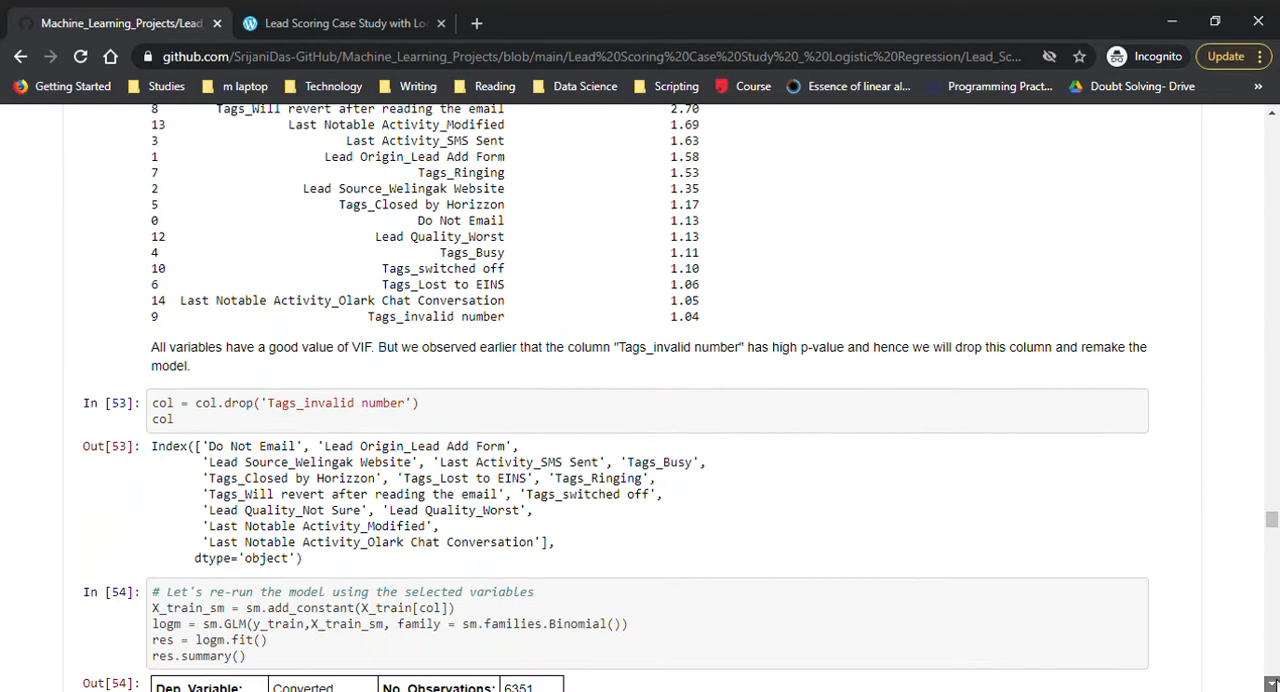 Machine_Learning_Projects/Lead
Lead Scoring Case Study with Lo
github.com/SrijaniDas-GitHub/Machine_Learning_Projects/blob/main/Lead%20Scoring%20Case%20Study%20_%20Logistic%20Regression/Lead_Sc...
Incognito
Update
Getting Started
Studies
m laptop
Technology
Writing
Reading
Data Science
Scripting
Course
Essence of linear al...
Programming Pract...
Doubt Solving- Drive
»
8 Tags_Will revert after reading the email 2.70
13 Last Notable Activity_Modified 1.69
3 Last Activity_SMS Sent 1.63
1 Lead Origin_Lead Add Form 1.58
7 Tags_Ringing 1.53
2 Lead Source_Welingak Website 1.35
5 Tags_Closed by Horizzon 1.17
0 Do Not Email 1.13
12 Lead Quality_Worst 1.13
4 Tags_Busy 1.11
10 Tags_switched off 1.10
6 Tags_Lost to EINS 1.06
14 Last Notable Activity_Olark Chat Conversation 1.05
9 Tags_invalid number 1.04
All variables have a good value of VIF. But we observed earlier that the column "Tags_invalid number" has high p-value and hence we will drop this column and remake the
model.
In [53]: col = col.drop('Tags_invalid number')
col
Out[53]: Index(['Do Not Email', 'Lead Origin_Lead Add Form',
'Lead Source_Welingak Website', 'Last Activity_SMS Sent', 'Tags_Busy',
'Tags_Closed by Horizzon', 'Tags_Lost to EINS', 'Tags_Ringing',
'Tags_Will revert after reading the email', 'Tags_switched off',
'Lead Quality_Not Sure', 'Lead Quality_Worst',
'Last Notable Activity_Modified',
'Last Notable Activity_Olark Chat Conversation'],
dtype='object')
In [54]: # Let's re-run the model using the selected variables
X_train_sm = sm.add_constant(X_train[col])
logm = sm.GLM(y_train,X_train_sm, family = sm.families.Binomial())
res = logm.fit()
res.summary()
Out[54]: Dep. Variable: Converted No. Observations: 6351